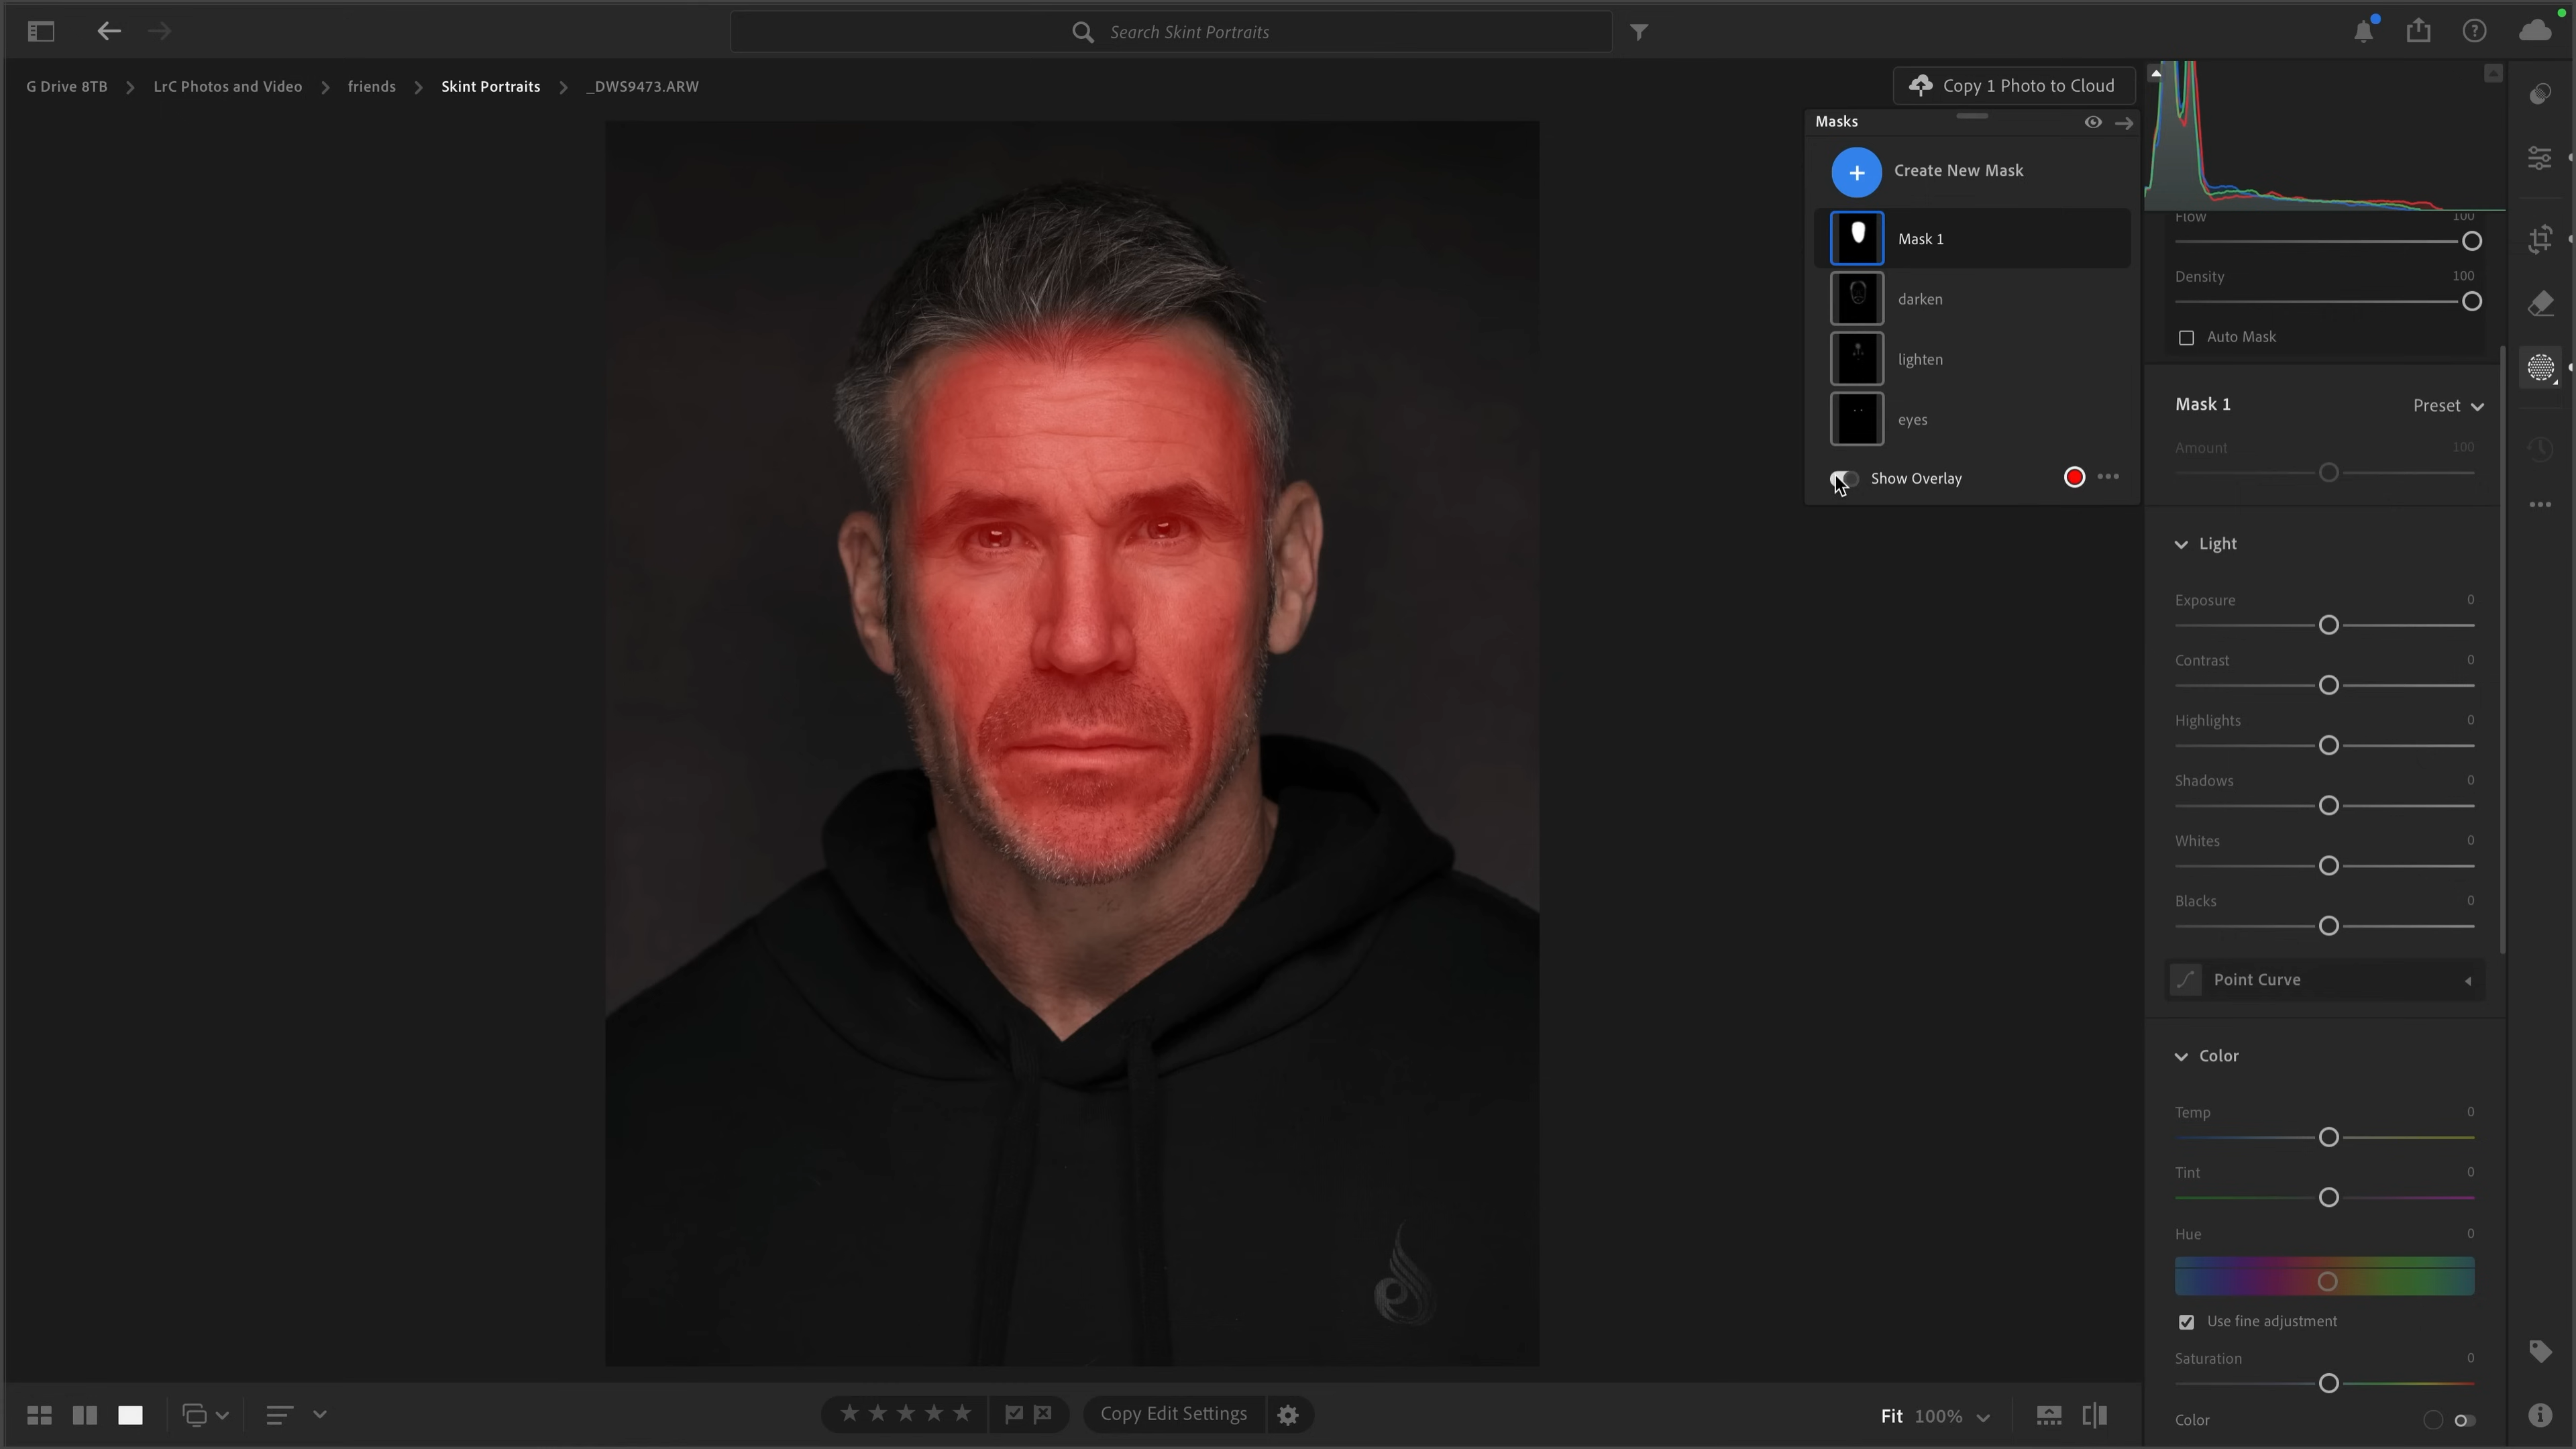 Search Skint Portraits
G Drive 8TB
LrC Photos and Video
friends
Skint Portraits
_DWS9473.ARW
Copy 1 Photo to Cloud
Masks
Create New Mask
Mask 1
darken
lighten
eyes
Show Overlay
Flow 100
Density 100
Auto Mask
Mask 1 Preset
Amount 100
Light
Exposure 0
Contrast 0
Highlights 0
Shadows 0
Whites 0
Blacks 0
Point Curve
Color
Temp 0
Tint 0
Hue 0
Use fine adjustment
Saturation 0
Color
Copy Edit Settings
Fit 100%